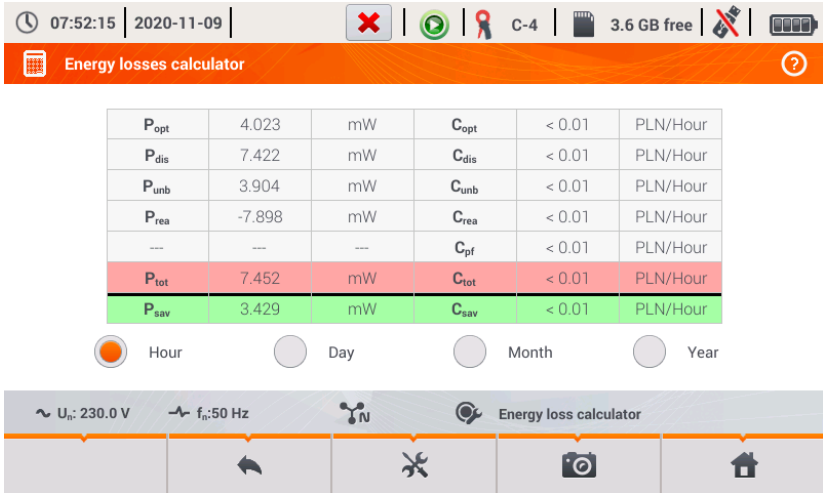 07:52:15 2020-11-09 C-4 3.6 GB free
Energy losses calculator ?
Popt 4.023 mW Copt < 0.01 PLN/Hour
Pdis 7.422 mW Cdis < 0.01 PLN/Hour
Punb 3.904 mW Cunb < 0.01 PLN/Hour
Prea -7.898 mW Crea < 0.01 PLN/Hour
--- --- --- Cpf < 0.01 PLN/Hour
Ptot 7.452 mW Ctot < 0.01 PLN/Hour
Psav 3.429 mW Csav < 0.01 PLN/Hour
Hour Day Month Year
Un: 230.0 V fn:50 Hz N Energy loss calculator